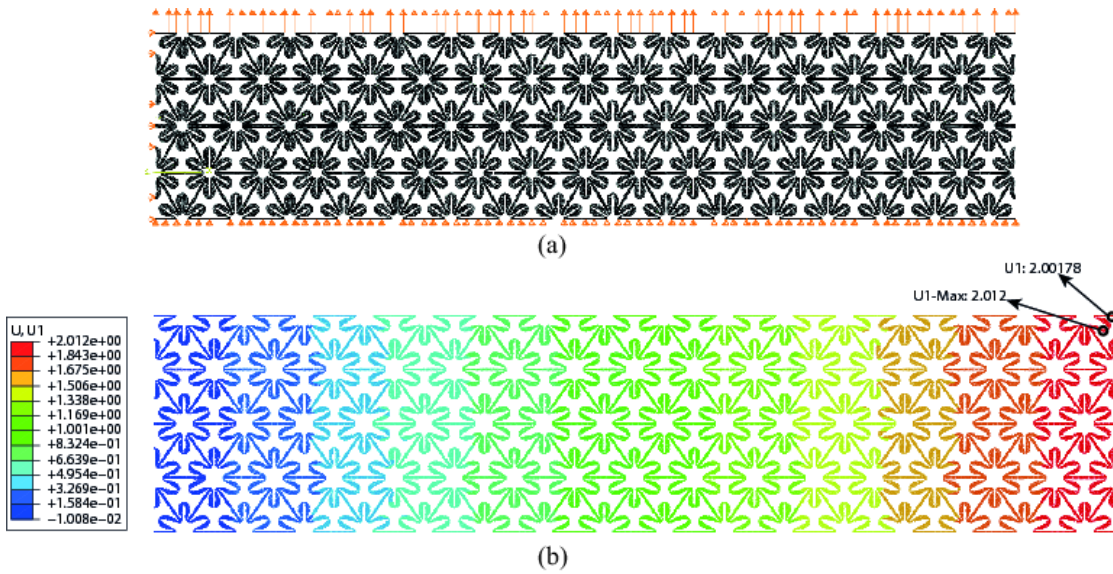 (a)
U1: 2.00178
U1-Max: 2.012
U, U1
+2.012e+00
+1.843e+00
+1.675e+00
+1.506e+00
+1.338e+00
+1.169e+00
+1.001e+00
+8.324e-01
+6.639e-01
+4.954e-01
+3.269e-01
+1.584e-01
-1.008e-02
(b)